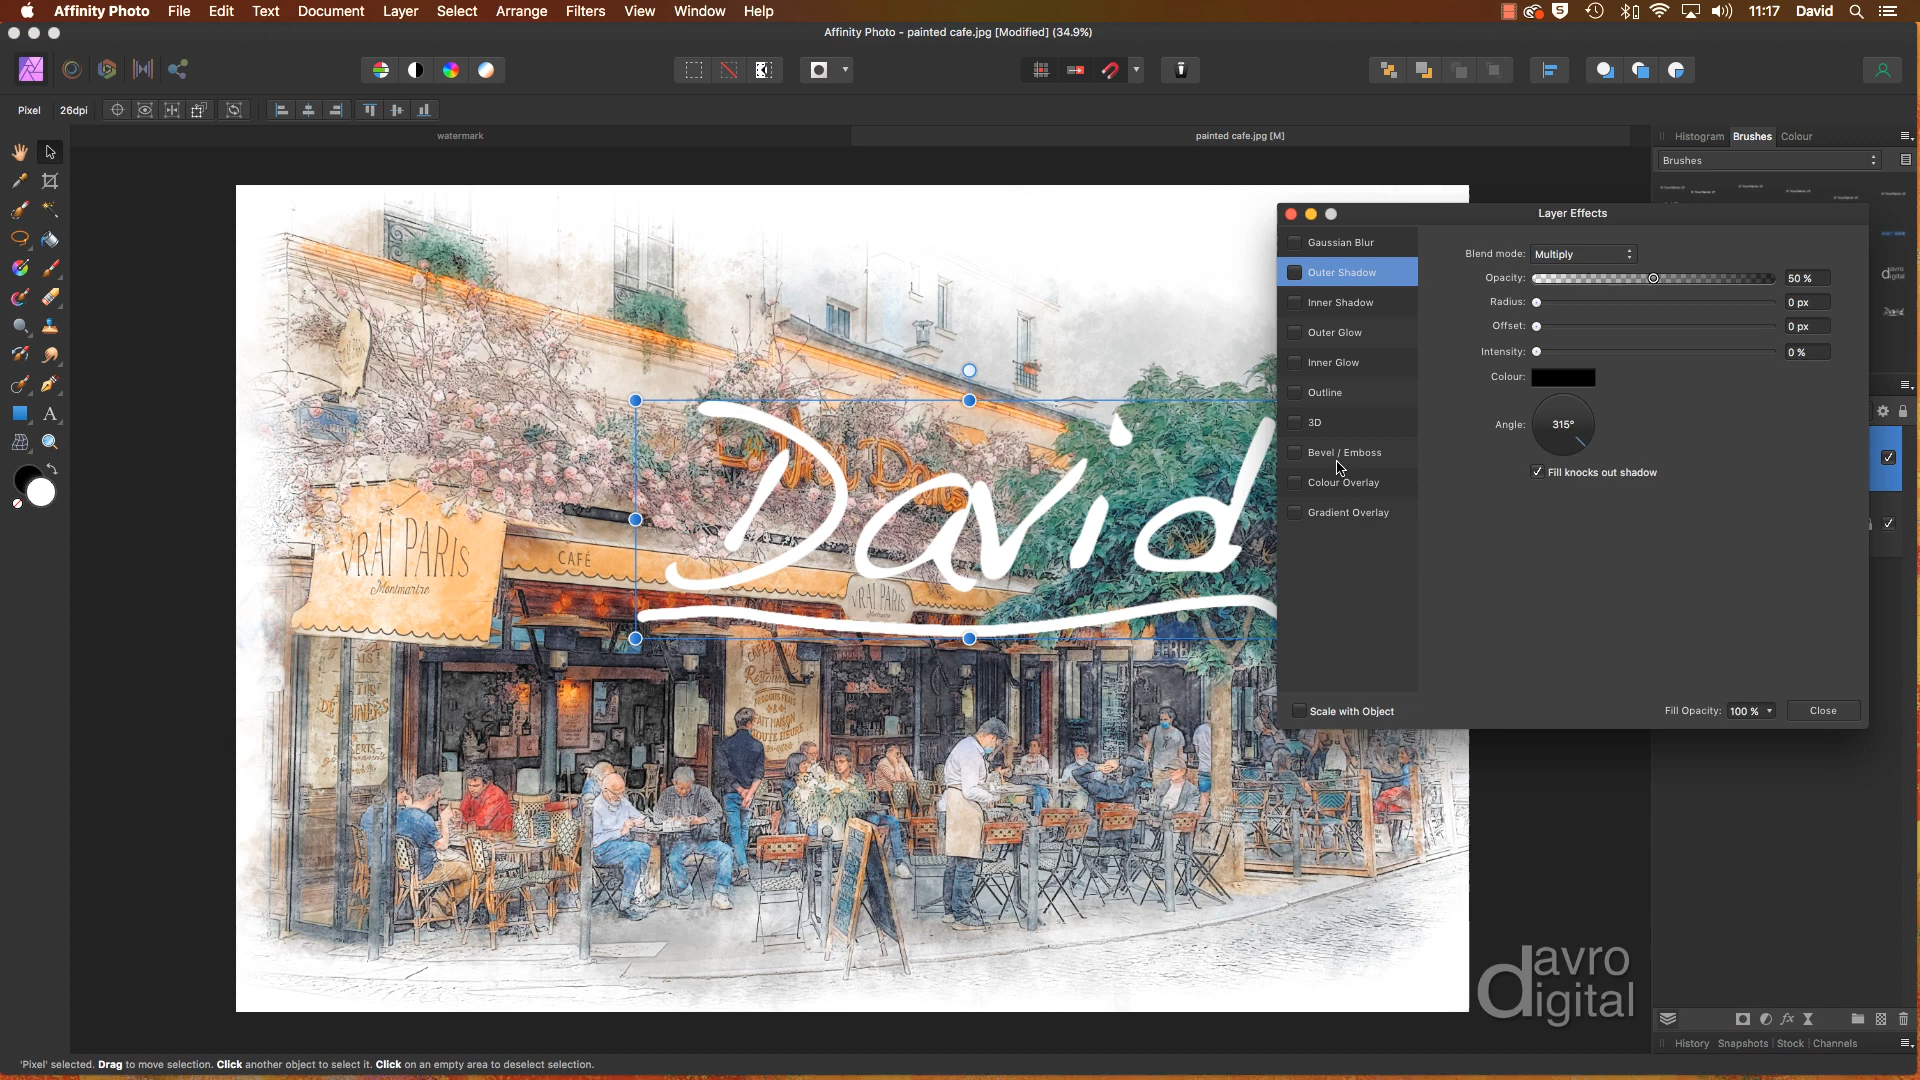 Affinity Photo File Edit Text Document Layer Select Arrange Filters View Window Help
11:17 David
Affinity Photo - painted cafe.jpg [Modified] (34.9%)
Pixel 26dpi
watermark
painted cafe.jpg [M]
Histogram Brushes Colour
Brushes
Layer Effects
Gaussian Blur
Outer Shadow
Inner Shadow
Outer Glow
Inner Glow
Outline
3D
Bevel / Emboss
Colour Overlay
Gradient Overlay
Blend mode: Multiply
Opacity: 50 %
Radius: 0 px
Offset: 0 px
Intensity: 0 %
Colour:
Angle: 315°
Fill knocks out shadow
Scale with Object
Fill Opacity: 100 %
Close
David
VRAI PARIS
Montmartre
CAFÉ
VRAI PARIS
davro
digital
davro
digital
History Snapshots Stock Channels
'Pixel' selected. Drag to move selection. Click another object to select it. Click on an empty area to deselect selection.